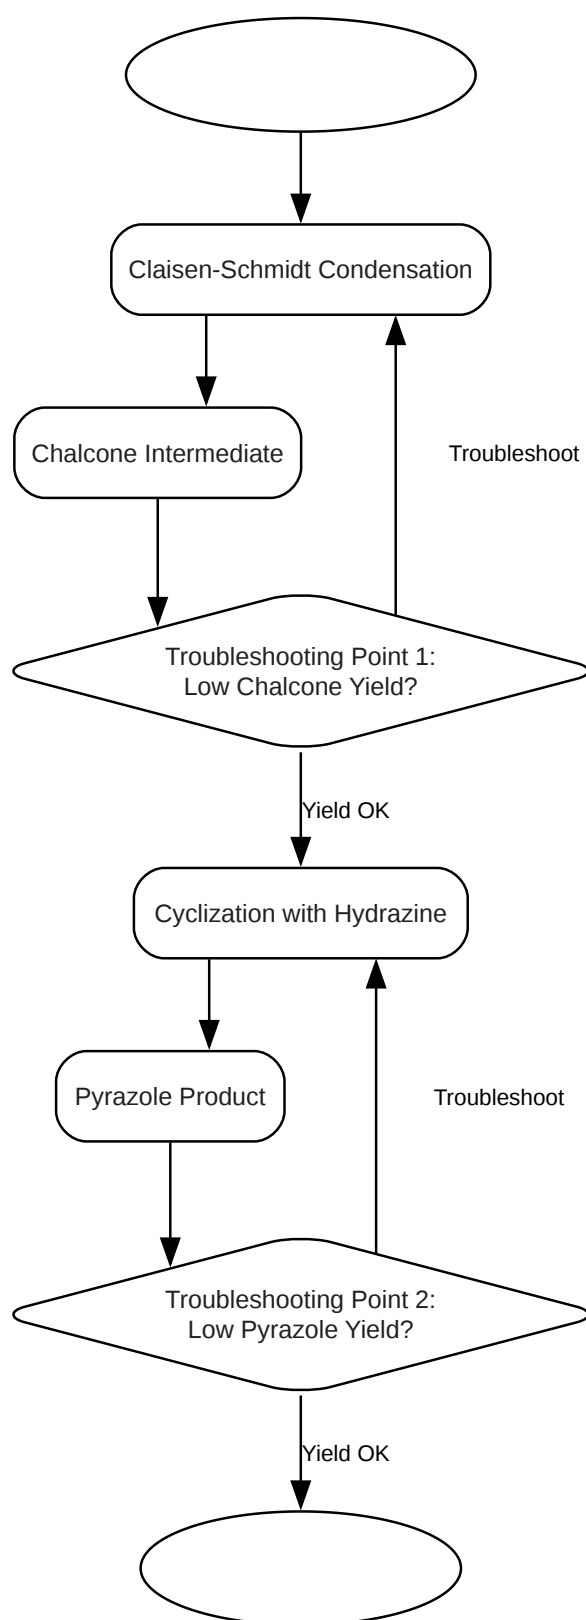 Claisen-Schmidt Condensation
Chalcone Intermediate
Troubleshoot
Troubleshooting Point 1:
Low Chalcone Yield?
Yield OK
Cyclization with Hydrazine
Pyrazole Product
Troubleshoot
Troubleshooting Point 2:
Low Pyrazole Yield?
Yield OK